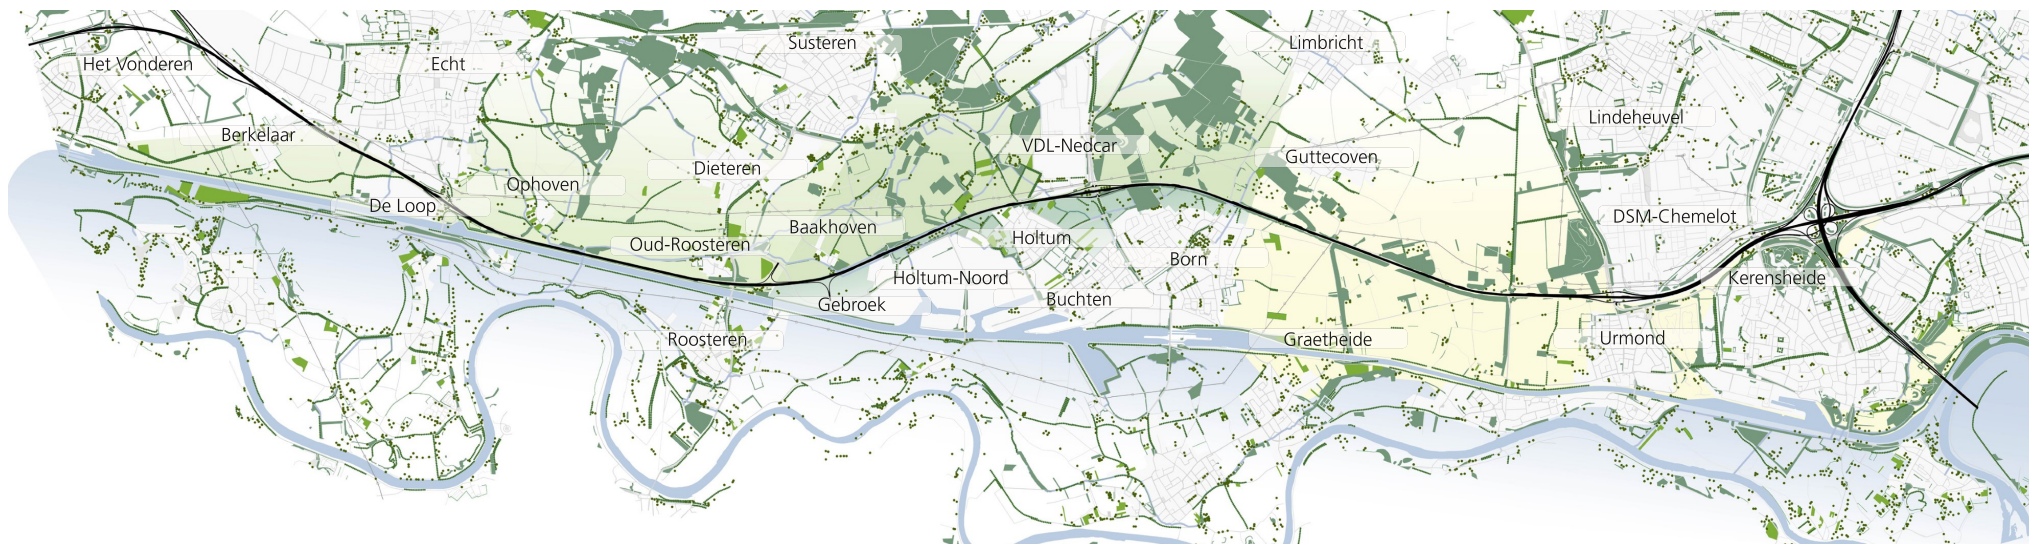 Susteren
Limbricht
Het Vonderen
Echt
Lindeheuvel
Berkelaar
VDL-Nedcar
Guttecoven
Dieteren
Ophoven
De Loop
DSM-Chemelot
Baakhoven
Holtum
Oud-Roosteren
Born
Holtum-Noord
Kerensheide
Buchten
Gebroek
Roosteren
Graetheide
Urmond